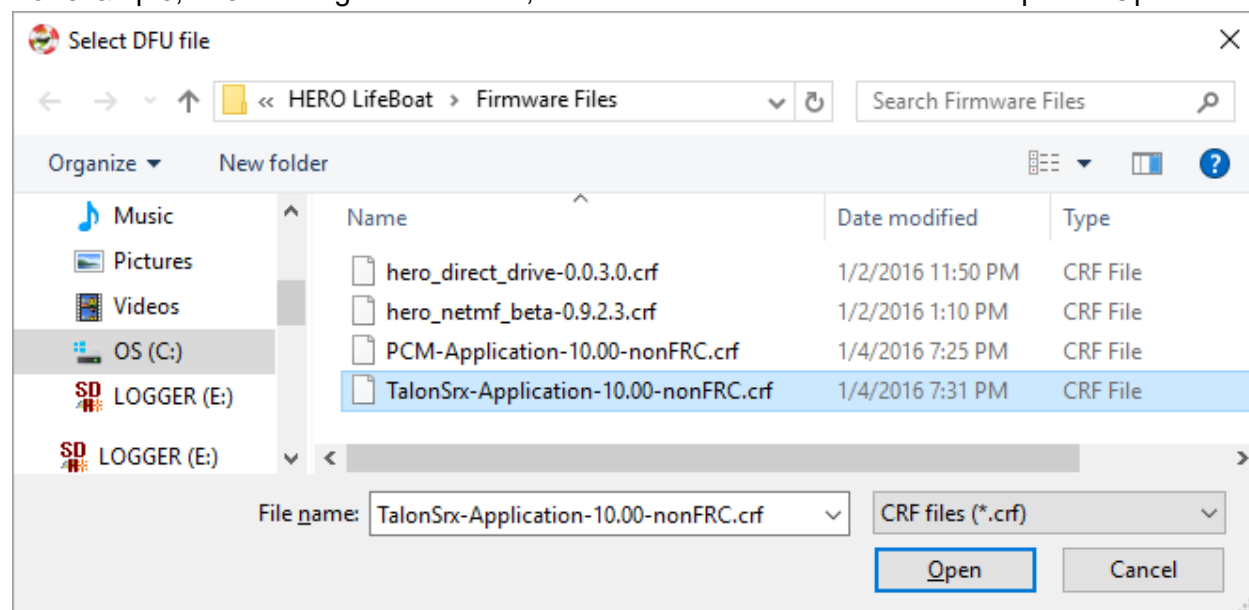 Select DFU file
« HERO LifeBoat > Firmware Files
Search Firmware Files
Organize
New folder
Music
Pictures
Videos
OS (C:)
LOGGER (E:)
LOGGER (E:)
Name Date modified Type
hero_direct_drive-0.0.3.0.crf 1/2/2016 11:50 PM CRF File
hero_netmf_beta-0.9.2.3.crf 1/2/2016 1:10 PM CRF File
PCM-Application-10.00-nonFRC.crf 1/4/2016 7:25 PM CRF File
TalonSrx-Application-10.00-nonFRC.crf 1/4/2016 7:31 PM CRF File
File name: TalonSrx-Application-10.00-nonFRC.crf CRF files (*.crf)
Open Cancel